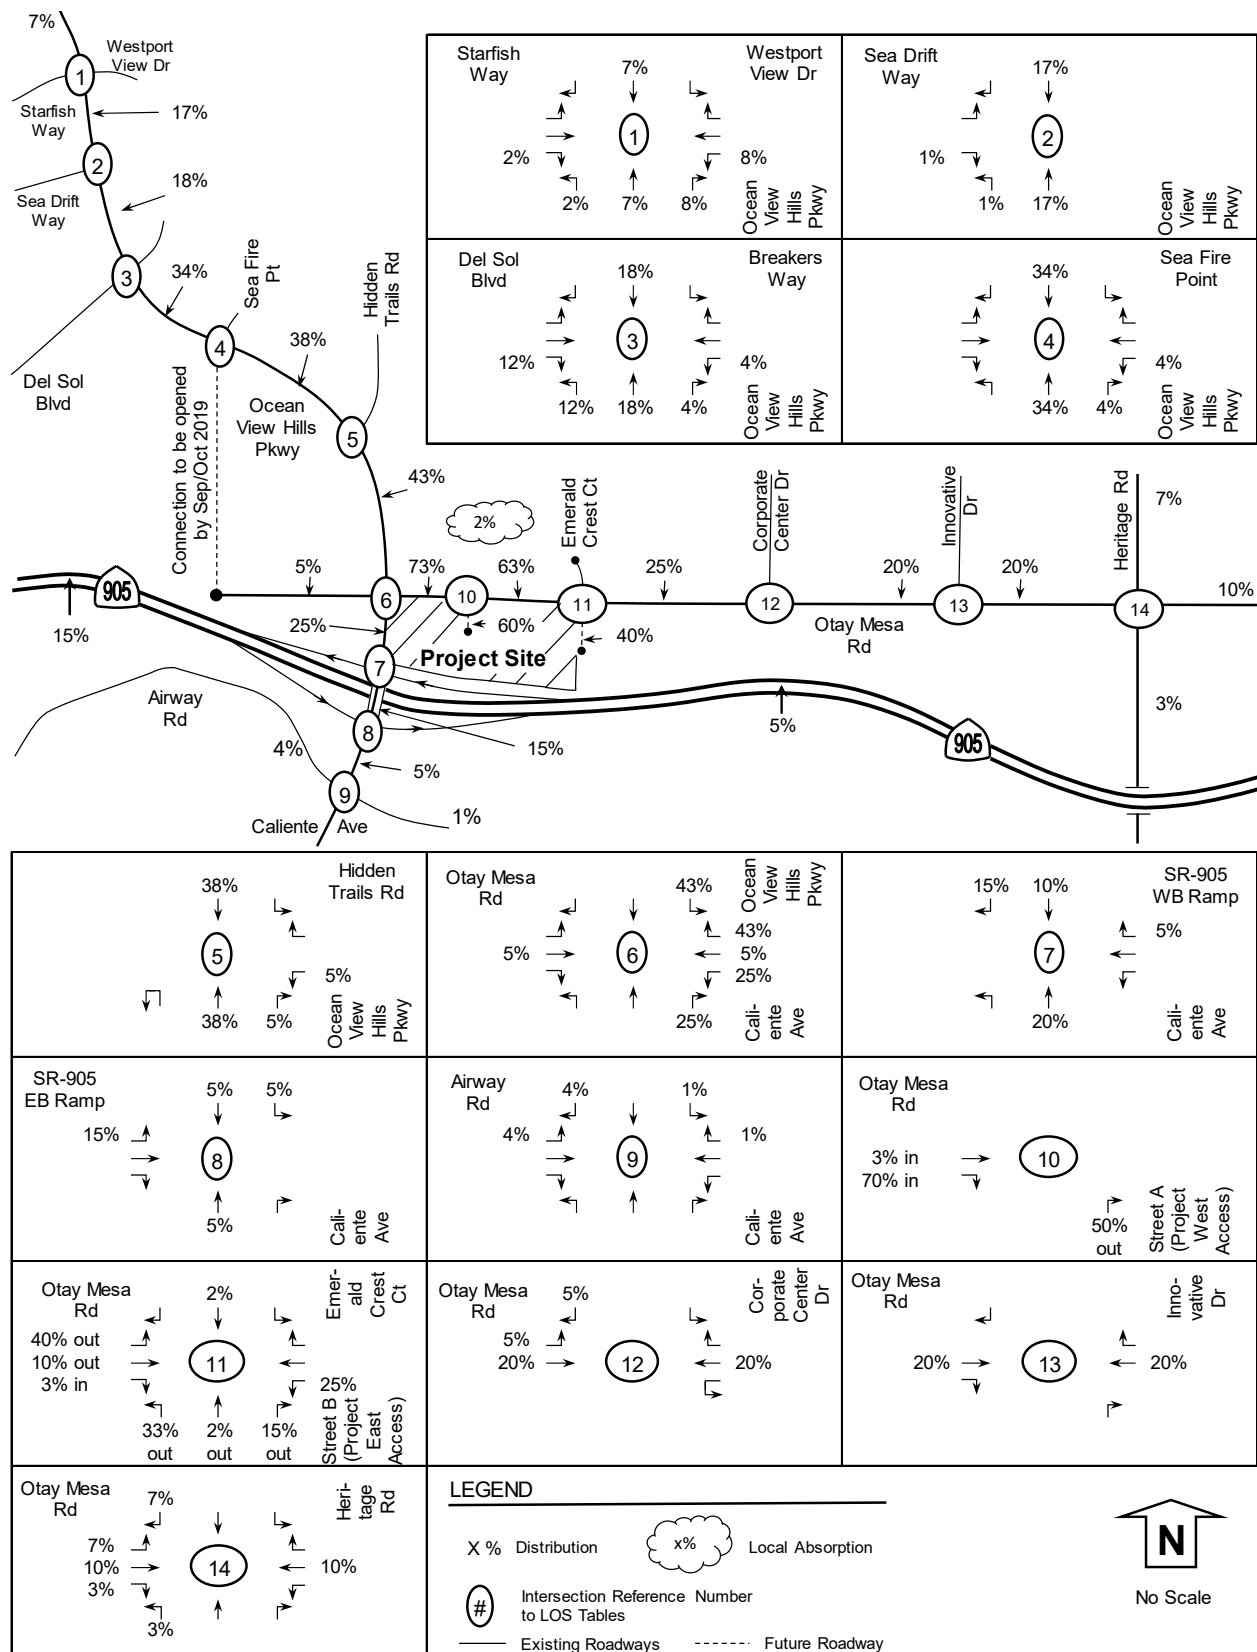 7%
Westport
View Dr
1
Starfish
Way
17%
2
Sea Drift
Way
18%
3
34%
Sea Fire
Pt
Hidden
Trails Rd
4
38%
Del Sol
Blvd
Connection to be opened
by Sep/Oct 2019
Ocean
View Hills
Pkwy
5
43%
2%
Emerald
Crest Ct
Corporate
Center Dr
Innovative
Dr
Heritage Rd
7%
905
5%
73%
63%
25%
20%
20%
10%
6
10
11
12
13
14
Otay Mesa
Rd
15%
25%
60%
40%
7
Project Site
Airway
Rd
8
15%
5%
905
3%
4%
5%
9
1%
Caliente Ave
Starfish
Way
7%
Westport
View Dr
1
2%
8%
2%
7%
8%
Ocean
View
Hills
Pkwy
Sea Drift
Way
17%
2
1%
1%
17%
Ocean
View
Hills
Pkwy
Del Sol
Blvd
18%
Breakers
Way
3
12%
4%
12%
18%
4%
Ocean
View
Hills
Pkwy
34%
Sea Fire
Point
4
4%
34%
4%
Ocean
View
Hills
Pkwy
38%
Hidden
Trails Rd
5
5%
38%
5%
Ocean
View
Hills
Pkwy
Otay Mesa
Rd
43%
Ocean
View
Hills
Pkwy
43%
5%
6
5%
25%
25%
Cali-
ente
Ave
15%
10%
SR-905
WB Ramp
5%
7
20%
Cali-
ente
Ave
SR-905
EB Ramp
5%
5%
15%
8
5%
Cali-
ente
Ave
Airway
Rd
4%
1%
4%
1%
9
Cali-
ente
Ave
Otay Mesa
Rd
3% in
70% in
10
50%
out
Street A
(Project
West
Access)
Otay Mesa
Rd
2%
Emer-
ald
Crest
Ct
40% out
10% out
3% in
11
25%
33%
out
2%
out
15%
out
Street B
(Project
East
Access)
Otay Mesa
Rd
5%
Cor-
porate
Center
Dr
5%
20%
12
20%
Otay Mesa
Rd
Inno-
vative
Dr
20%
13
20%
Otay Mesa
Rd
7%
Heri-
tage
Rd
7%
10%
3%
14
10%
3%
LEGEND
X % Distribution
x% Local Absorption
# Intersection Reference Number
to LOS Tables
Existing Roadways
Future Roadway
N
No Scale